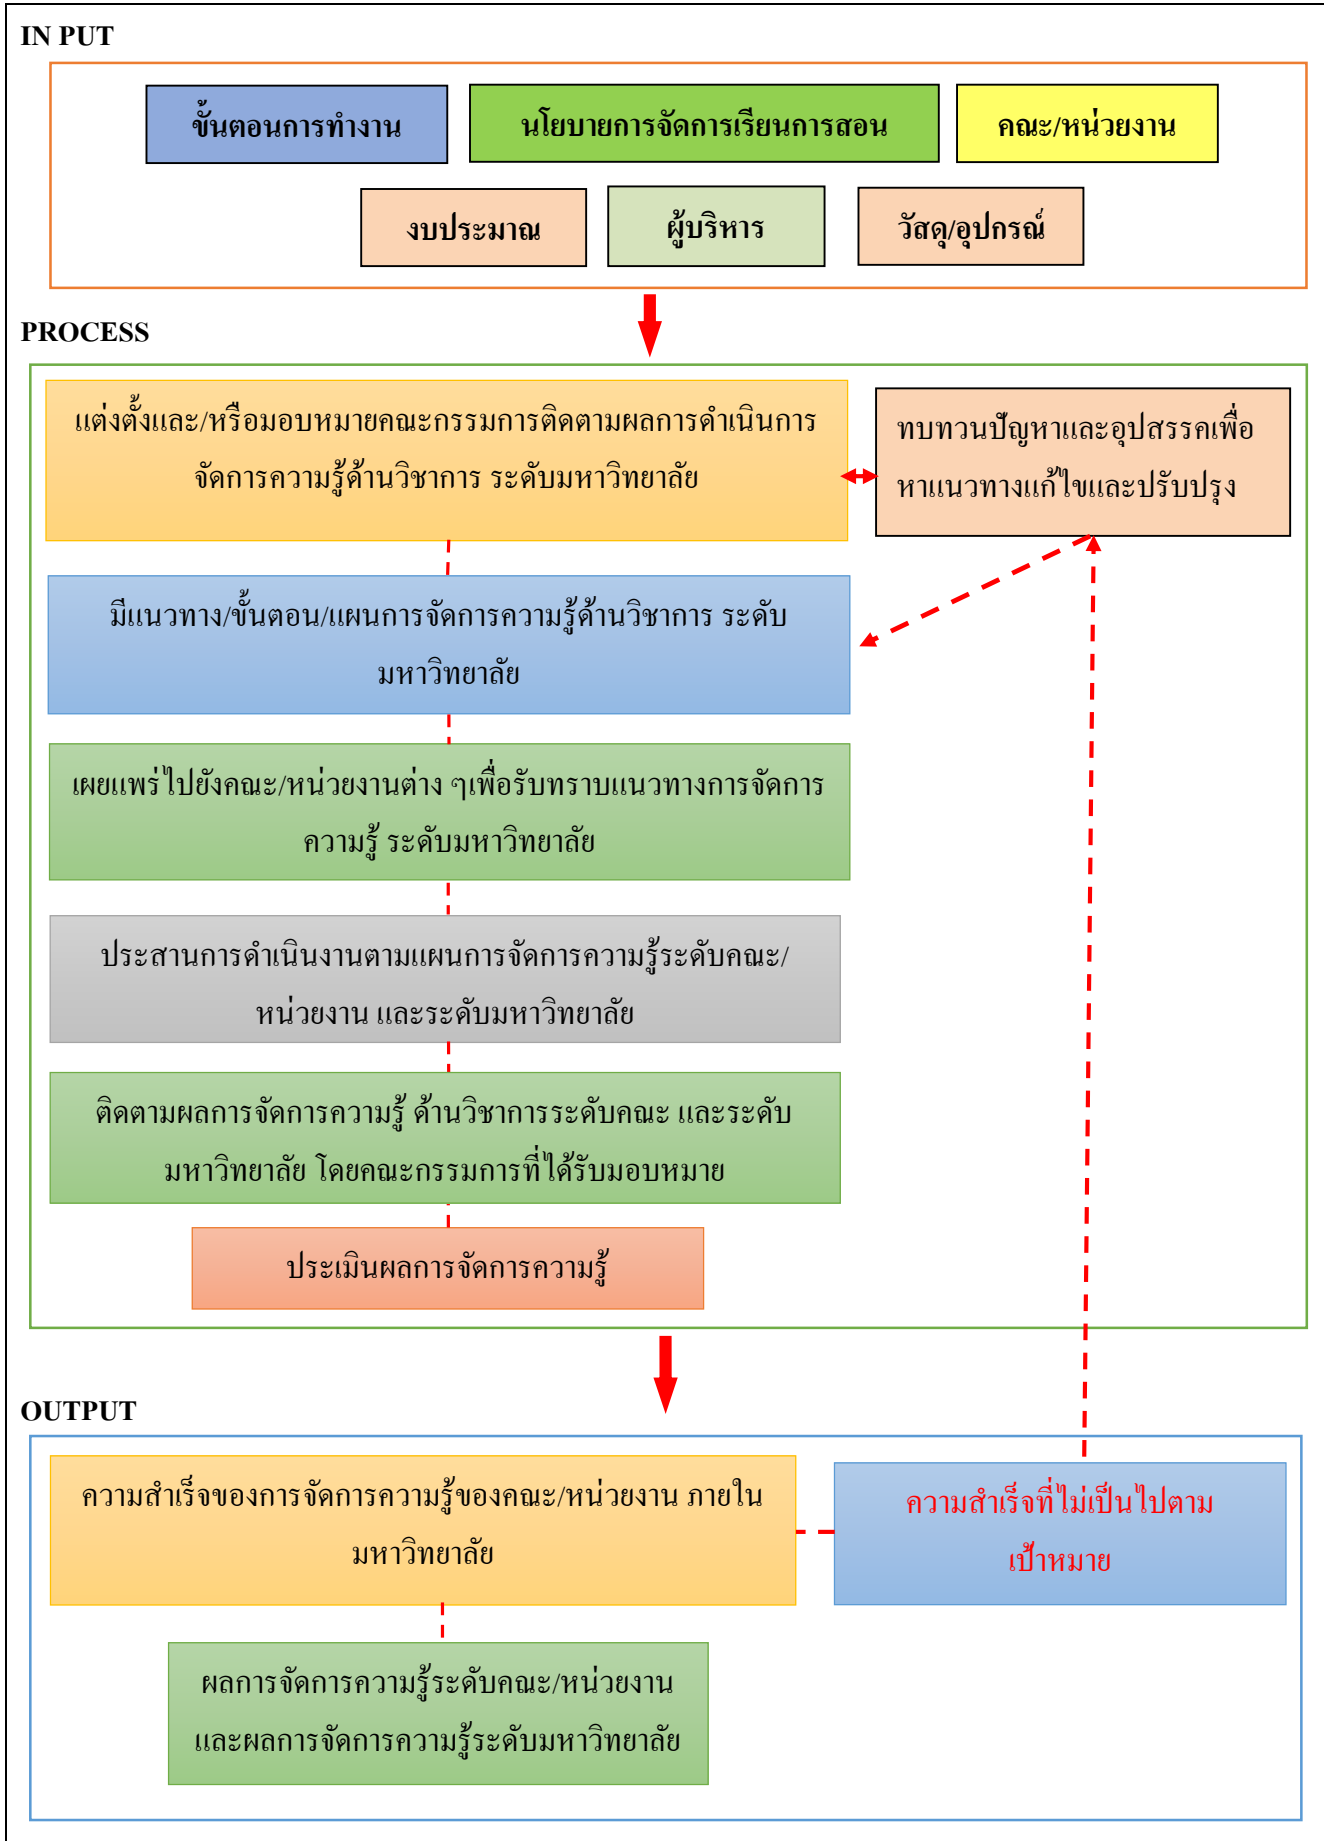 IN PUT
ขั้นตอนการทำงาน
นโยบายการจัดการเรียนการสอน
คณะ/หน่วยงาน
งบประมาณ
ผู้บริหาร
วัสดุ/อุปกรณ์
PROCESS
แต่งตั้งและ/หรือมอบหมายคณะกรรมการติดตามผลการดำเนินการ
จัดการความรู้ด้านวิชาการ ระดับมหาวิทยาลัย
ทบทวนปัญหาและอุปสรรคเพื่อ
หาแนวทางแก้ไขและปรับปรุง
มีแนวทาง/ขั้นตอน/แผนการจัดการความรู้ด้านวิชาการ ระดับ
มหาวิทยาลัย
เผยแพร่ไปยังคณะ/หน่วยงานต่าง ๆเพื่อรับทราบแนวทางการจัดการ
ความรู้ ระดับมหาวิทยาลัย
ประสานการดำเนินงานตามแผนการจัดการความรู้ระดับคณะ/
หน่วยงาน และระดับมหาวิทยาลัย
ติดตามผลการจัดการความรู้ ด้านวิชาการระดับคณะ และระดับ
มหาวิทยาลัย โดยคณะกรรมการที่ได้รับมอบหมาย
ประเมินผลการจัดการความรู้
OUTPUT
ความสำเร็จของการจัดการความรู้ของคณะ/หน่วยงาน ภายใน
มหาวิทยาลัย
ความสำเร็จที่ไม่เป็นไปตาม
เป้าหมาย
ผลการจัดการความรู้ระดับคณะ/หน่วยงาน
และผลการจัดการความรู้ระดับมหาวิทยาลัย